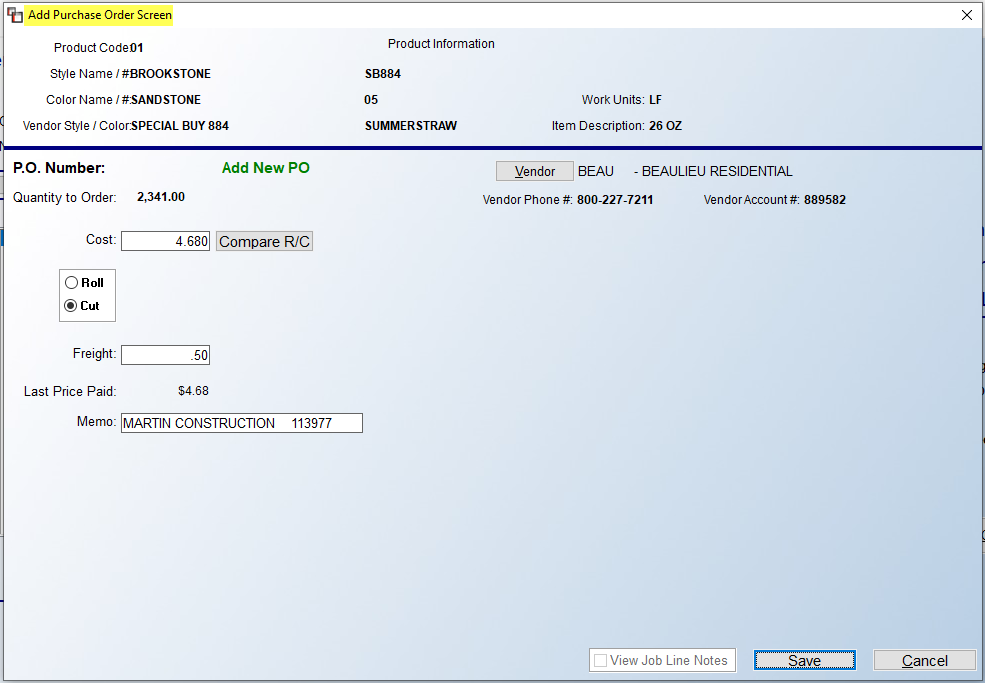 Add Purchase Order Screen
Product Code: 01 Product Information
Style Name / #: BROOKSTONE SB884
Color Name / #: SANDSTONE 05 Work Units: LF
Vendor Style / Color: SPECIAL BUY 884 SUMMERSTRAW Item Description: 26 OZ
P.O. Number: Add New PO Vendor BEAU - BEAULIEU RESIDENTIAL
Quantity to Order: 2,341.00 Vendor Phone #: 800-227-7211 Vendor Account #: 889582
Cost: 4.680 Compare R/C
Roll
Cut
Freight: .50
Last Price Paid: $4.68
Memo: MARTIN CONSTRUCTION 113977
View Job Line Notes Save Cancel